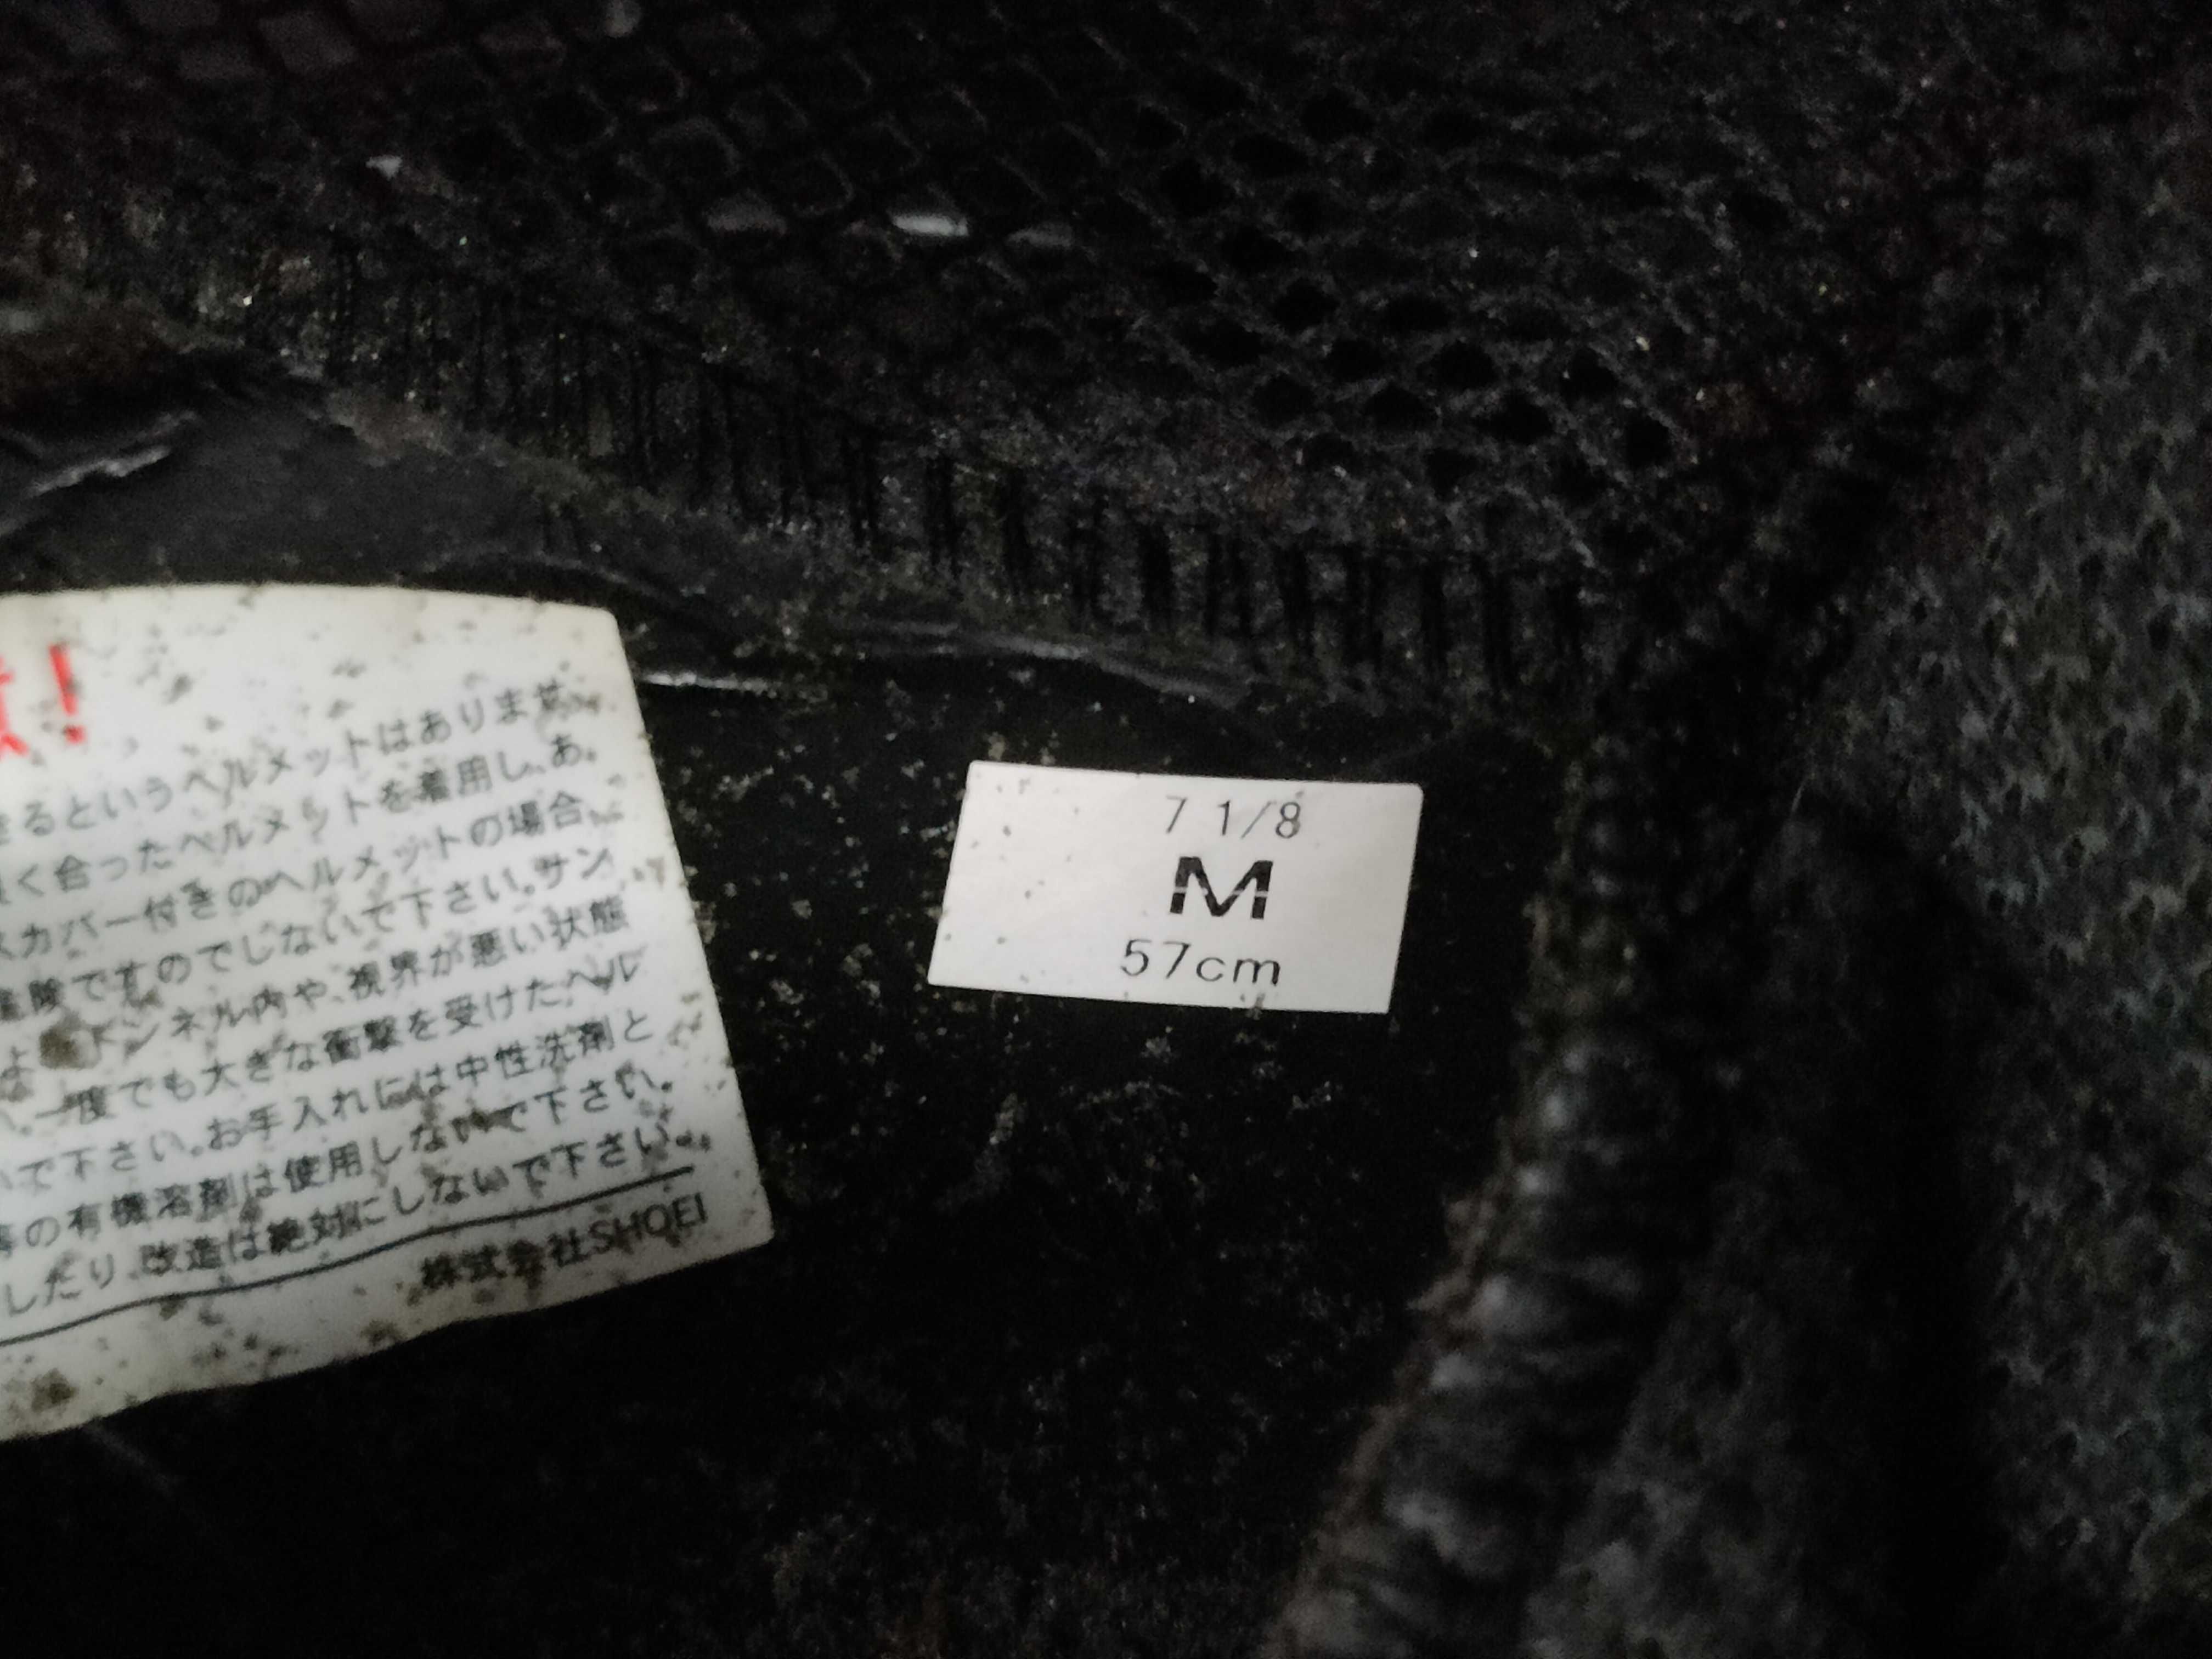 !
きるというヘルメットはありませ
良く合ったヘルメットを着用し、あ。
スカバー付きのヘルメットの場合、
危険ですのでしないで下さい。サン
トンネル内や、視界が悪い状態
一度でも大きな衝撃を受けたヘル
いで下さい。お手入れには中性洗剤と
等の有機溶剤は使用しないで下さい。
したり、改造は絶対にしないで下さい。
株式会社SHOEI
7 1/8
M
57cm